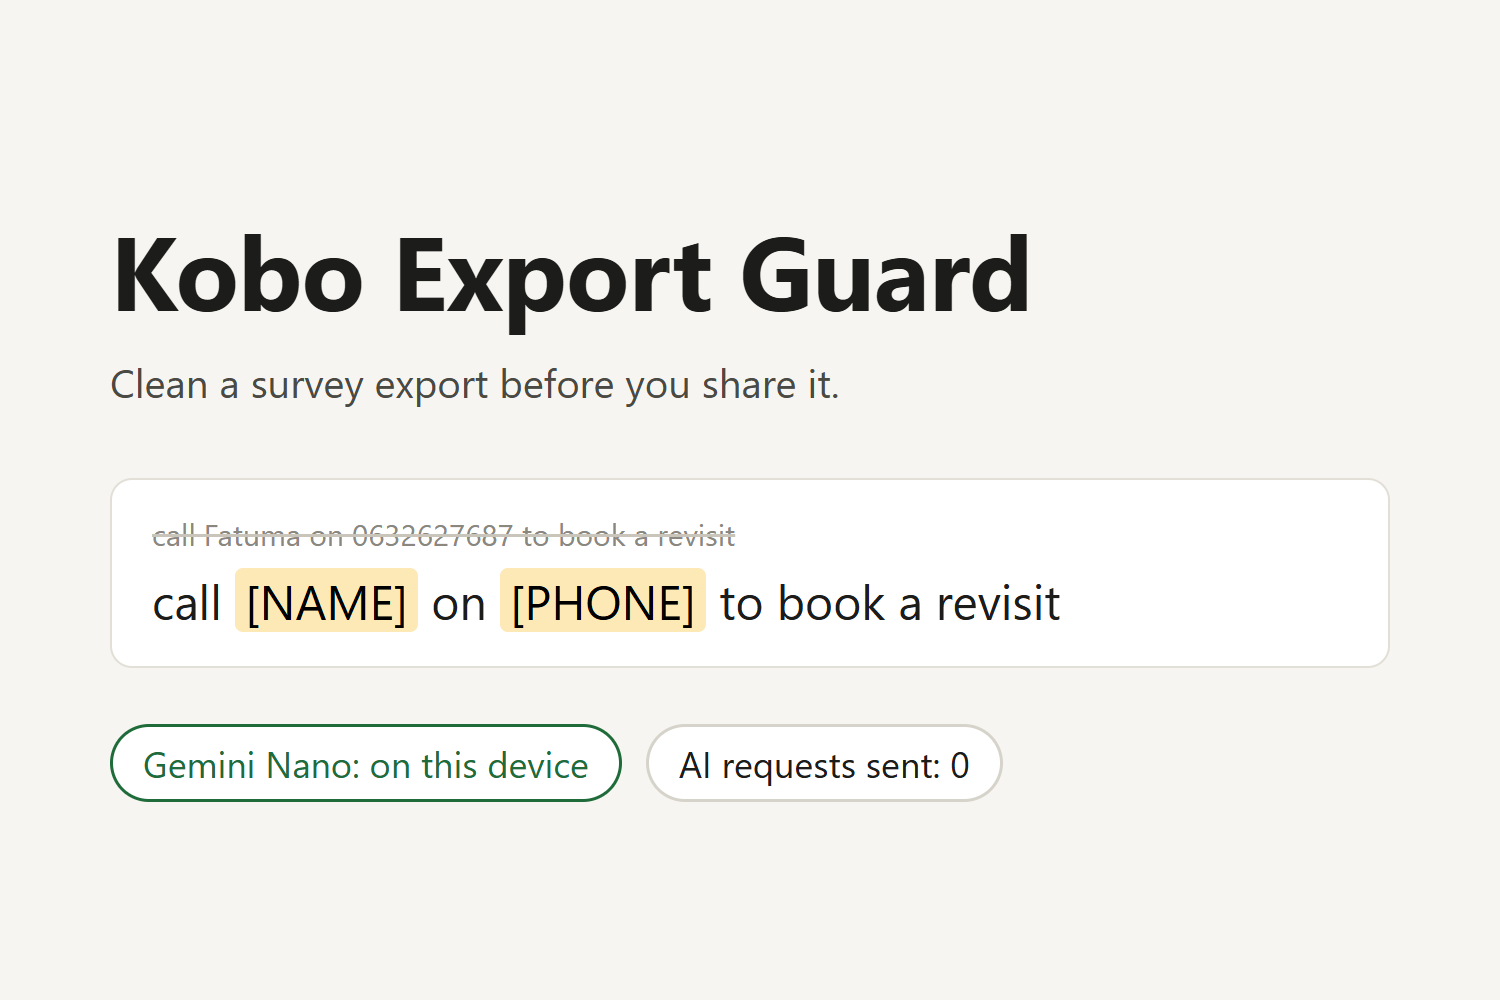 Kobo Export Guard
Clean a survey export before you share it.
call Fatuma on 0632627687 to book a revisit
call [NAME] on [PHONE] to book a revisit
Gemini Nano: on this device
AI requests sent: 0